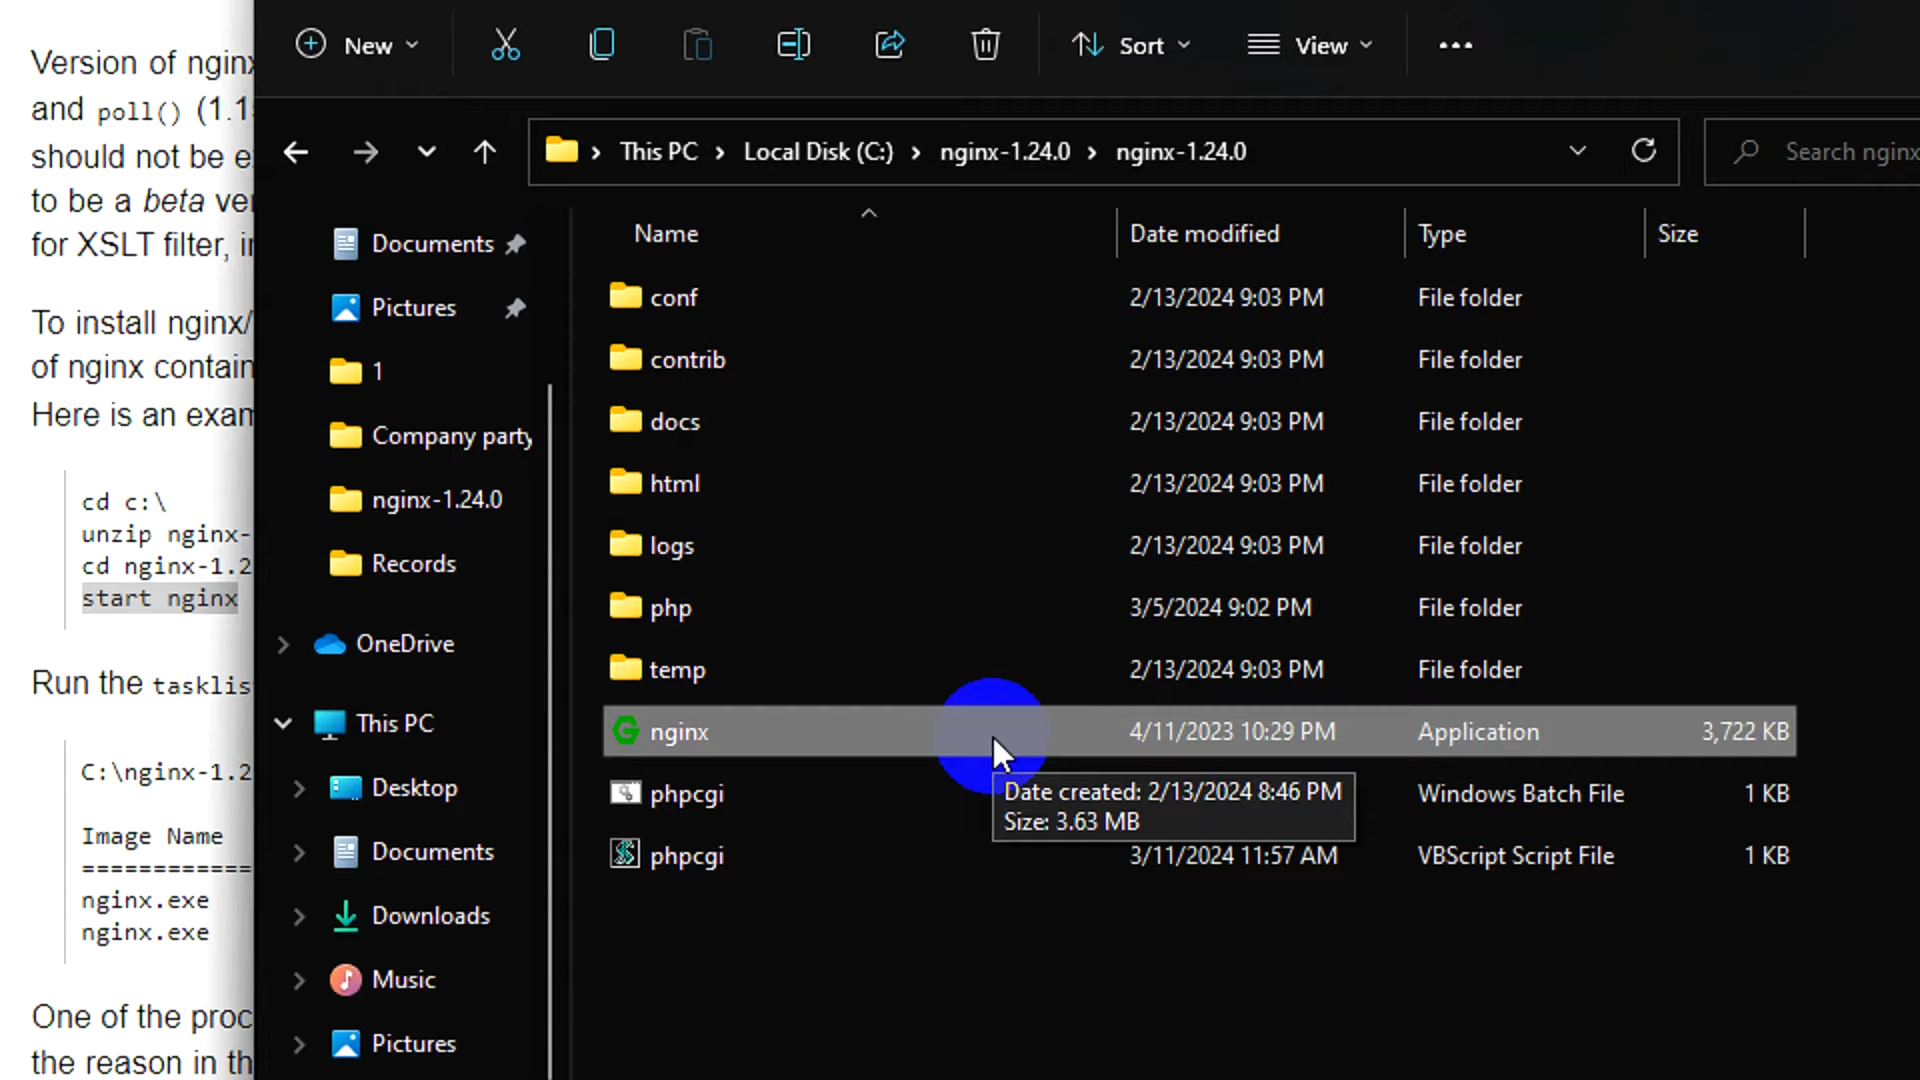 Version of nginx
and poll() (1.1
should not be e
to be a beta ver
for XSLT filter, i
To install nginx/
of nginx contain
Here is an exam
cd c:\
unzip nginx-
cd nginx-1.2
start nginx
Run the tasklis
C:\nginx-1.2
Image Name
============
nginx.exe
nginx.exe
One of the proc
the reason in th
New
Sort
View
This PC > Local Disk (C:) > nginx-1.24.0 > nginx-1.24.0
Search nginx
Documents
Pictures
1
Company party
nginx-1.24.0
Records
OneDrive
This PC
Desktop
Documents
Downloads
Music
Pictures
Name Date modified Type Size
conf 2/13/2024 9:03 PM File folder
contrib 2/13/2024 9:03 PM File folder
docs 2/13/2024 9:03 PM File folder
html 2/13/2024 9:03 PM File folder
logs 2/13/2024 9:03 PM File folder
php 3/5/2024 9:02 PM File folder
temp 2/13/2024 9:03 PM File folder
nginx 4/11/2023 10:29 PM Application 3,722 KB
phpcgi Windows Batch File 1 KB
Date created: 2/13/2024 8:46 PM
Size: 3.63 MB
phpcgi 3/11/2024 11:57 AM VBScript Script File 1 KB